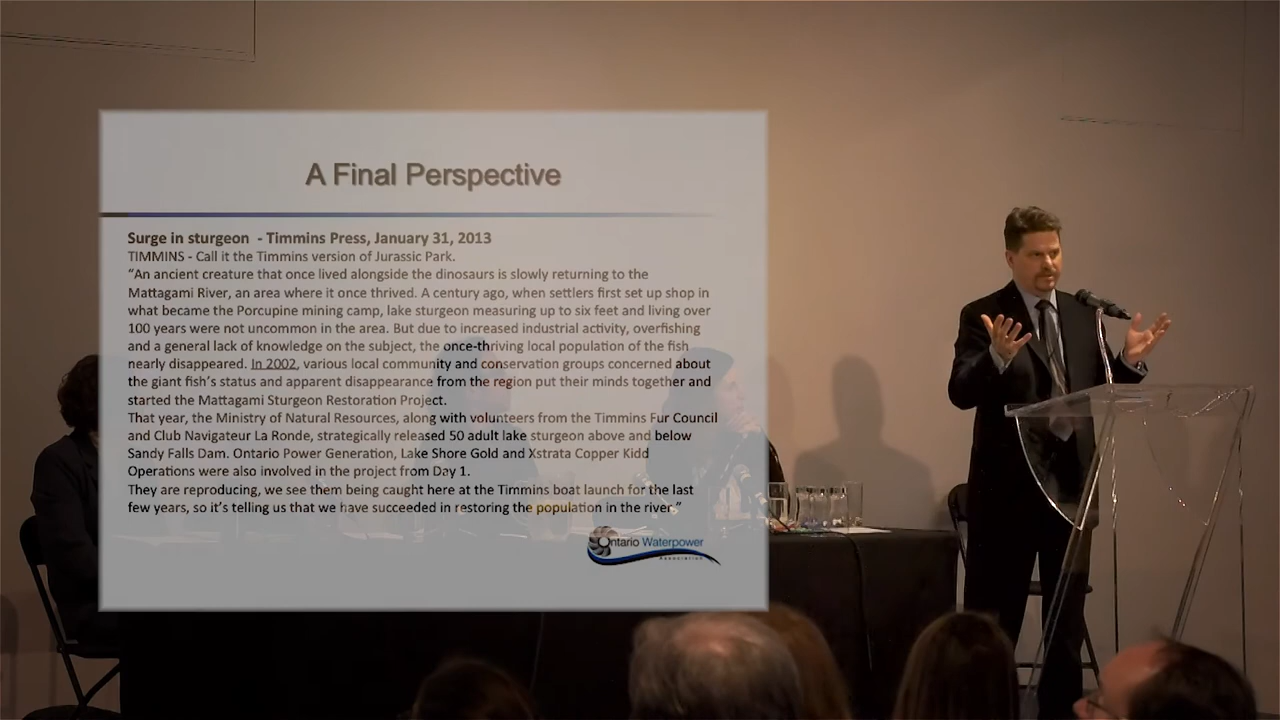 A Final Perspective
Surge in sturgeon - Timmins Press, January 31, 2013
TIMMINS - Call it the Timmins version of Jurassic Park.
“An ancient creature that once lived alongside the dinosaurs is slowly returning to the
Mattagami River, an area where it once thrived. A century ago, when settlers first set up shop in
what became the Porcupine mining camp, lake sturgeon measuring up to six feet and living over
100 years were not uncommon in the area. But due to increased industrial activity, overfishing
and a general lack of knowledge on the subject, the once-thriving local population of the fish
nearly disappeared. In 2002, various local community and conservation groups concerned about
the giant fish’s status and apparent disappearance from the region put their minds together and
started the Mattagami Sturgeon Restoration Project.
That year, the Ministry of Natural Resources, along with volunteers from the Timmins Fur Council
and Club Navigateur La Ronde, strategically released 50 adult lake sturgeon above and below
Sandy Falls Dam. Ontario Power Generation, Lake Shore Gold and Xstrata Copper Kidd
Operations were also involved in the project from Day 1.
They are reproducing, we see them being caught here at the Timmins boat launch for the last
few years, so it’s telling us that we have succeeded in restoring the population in the river.”
Ontario Waterpower
Association